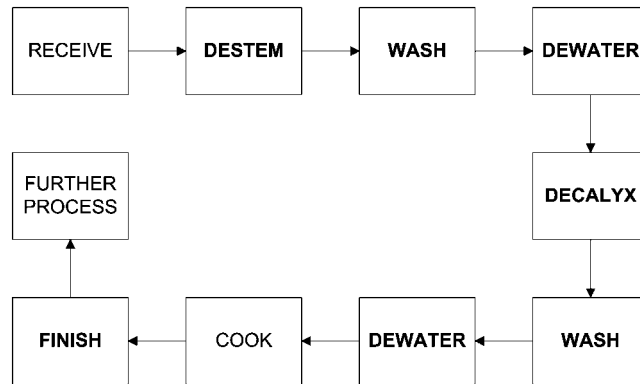 RECEIVE
DESTEM
WASH
DEWATER
DECALYX
WASH
DEWATER
COOK
FINISH
FURTHER
PROCESS